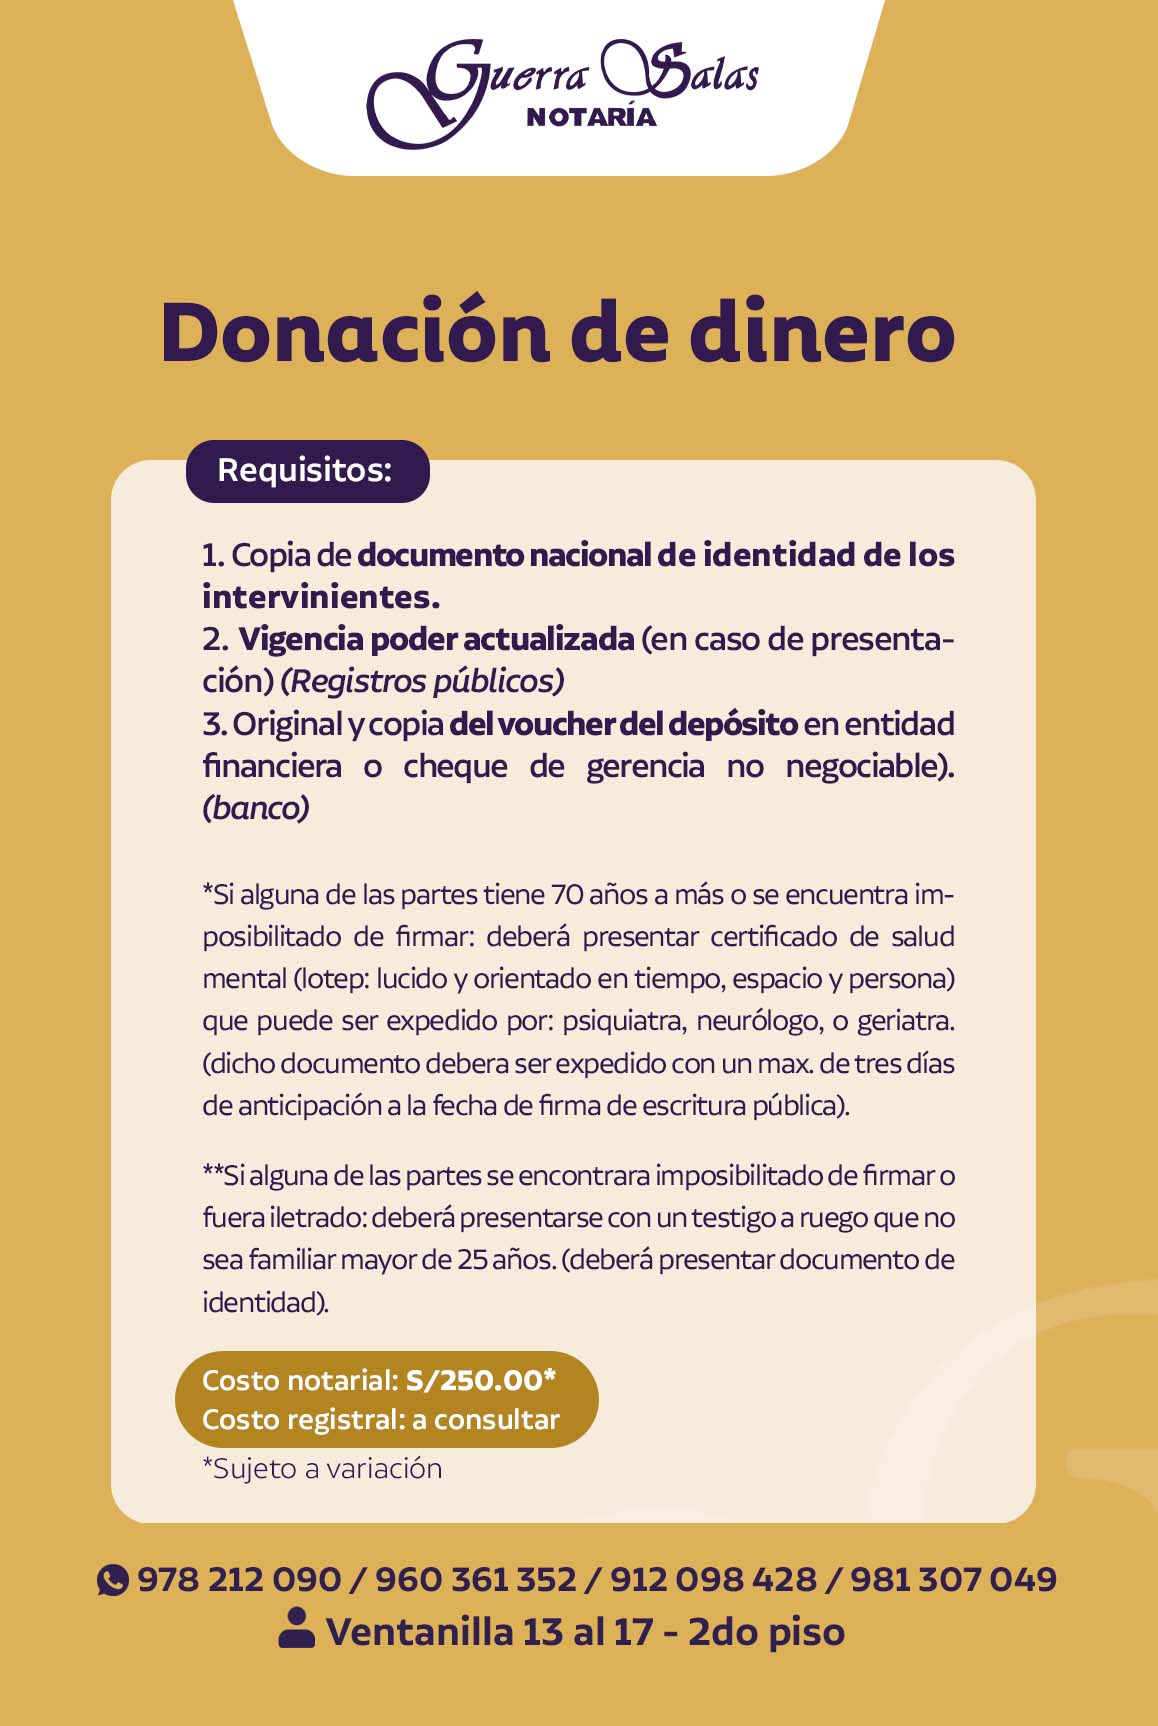 Guerra Salas
NOTARÍA
Donación de dinero
Requisitos:
1. Copia de documento nacional de identidad de los
intervinientes.
2. Vigencia poder actualizada (en caso de presenta-
ción) (Registros públicos)
3. Original y copia del voucher del depósito en entidad
financiera o cheque de gerencia no negociable).
(banco)
*Si alguna de las partes tiene 70 años a más o se encuentra im-
posibilitado de firmar: deberá presentar certificado de salud
mental (lotep: lucido y orientado en tiempo, espacio y persona)
que puede ser expedido por: psiquiatra, neurólogo, o geriatra.
(dicho documento debera ser expedido con un max. de tres días
de anticipación a la fecha de firma de escritura pública).
**Si alguna de las partes se encontrara imposibilitado de firmar o
fuera iletrado: deberá presentarse con un testigo a ruego que no
sea familiar mayor de 25 años. (deberá presentar documento de
identidad).
Costo notarial: S/250.00*
Costo registral: a consultar
*Sujeto a variación
978 212 090 / 960 361 352 / 912 098 428 / 981 307 049
Ventanilla 13 al 17 - 2do piso